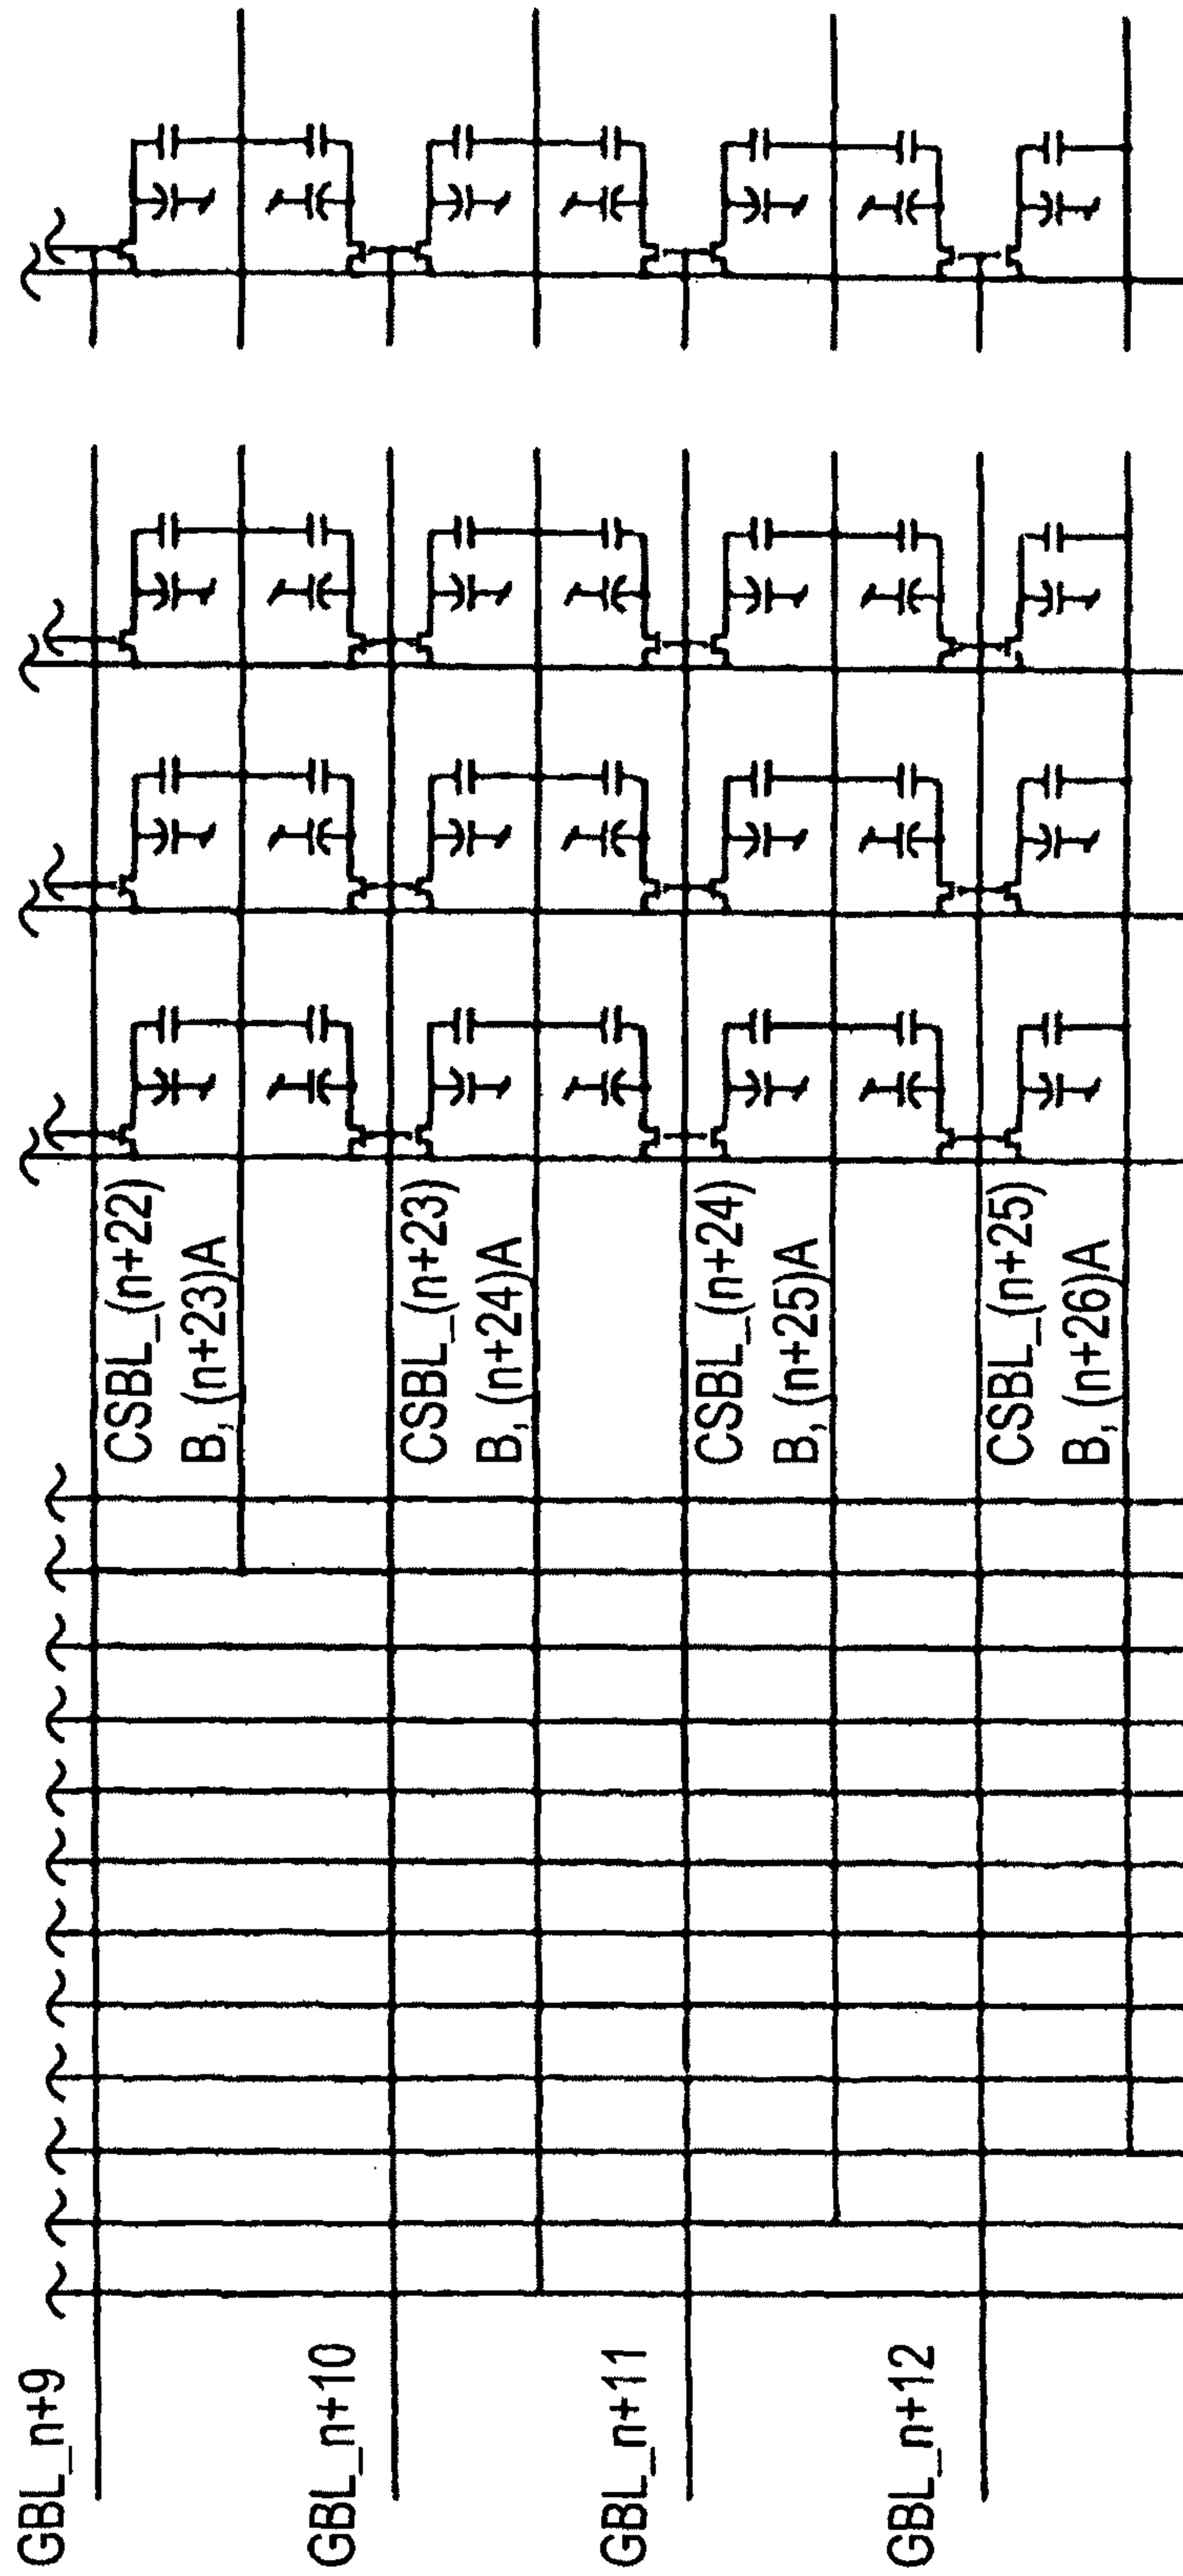 GBL_n+9
CSBL_(n+22)
B, (n+23)A
GBL_n+10
CSBL_(n+23)
B, (n+24)A
GBL_n+11
CSBL_(n+24)
B, (n+25)A
GBL_n+12
CSBL_(n+25)
B, (n+26)A